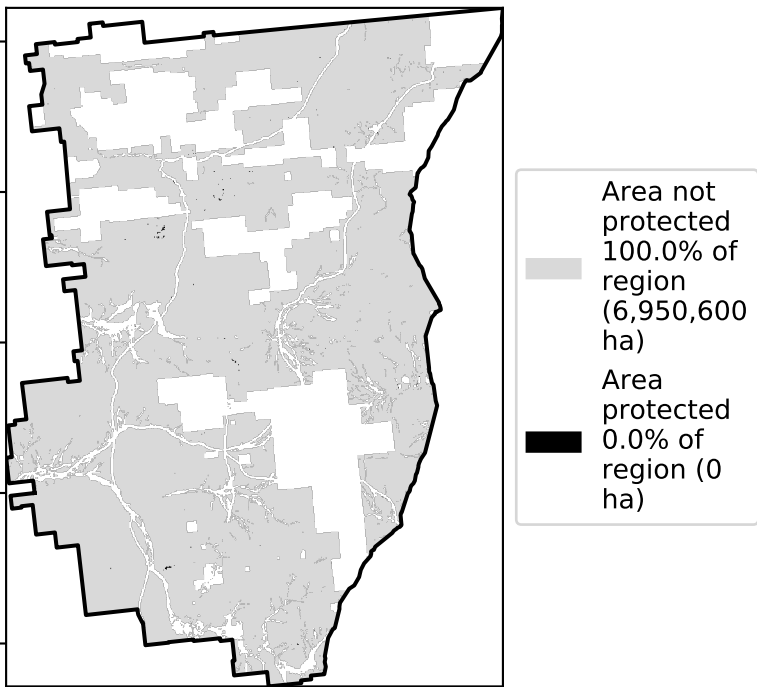 Area not
protected
100.0% of
region
(6,950,600
ha)
Area
protected
0.0% of
region (0
ha)